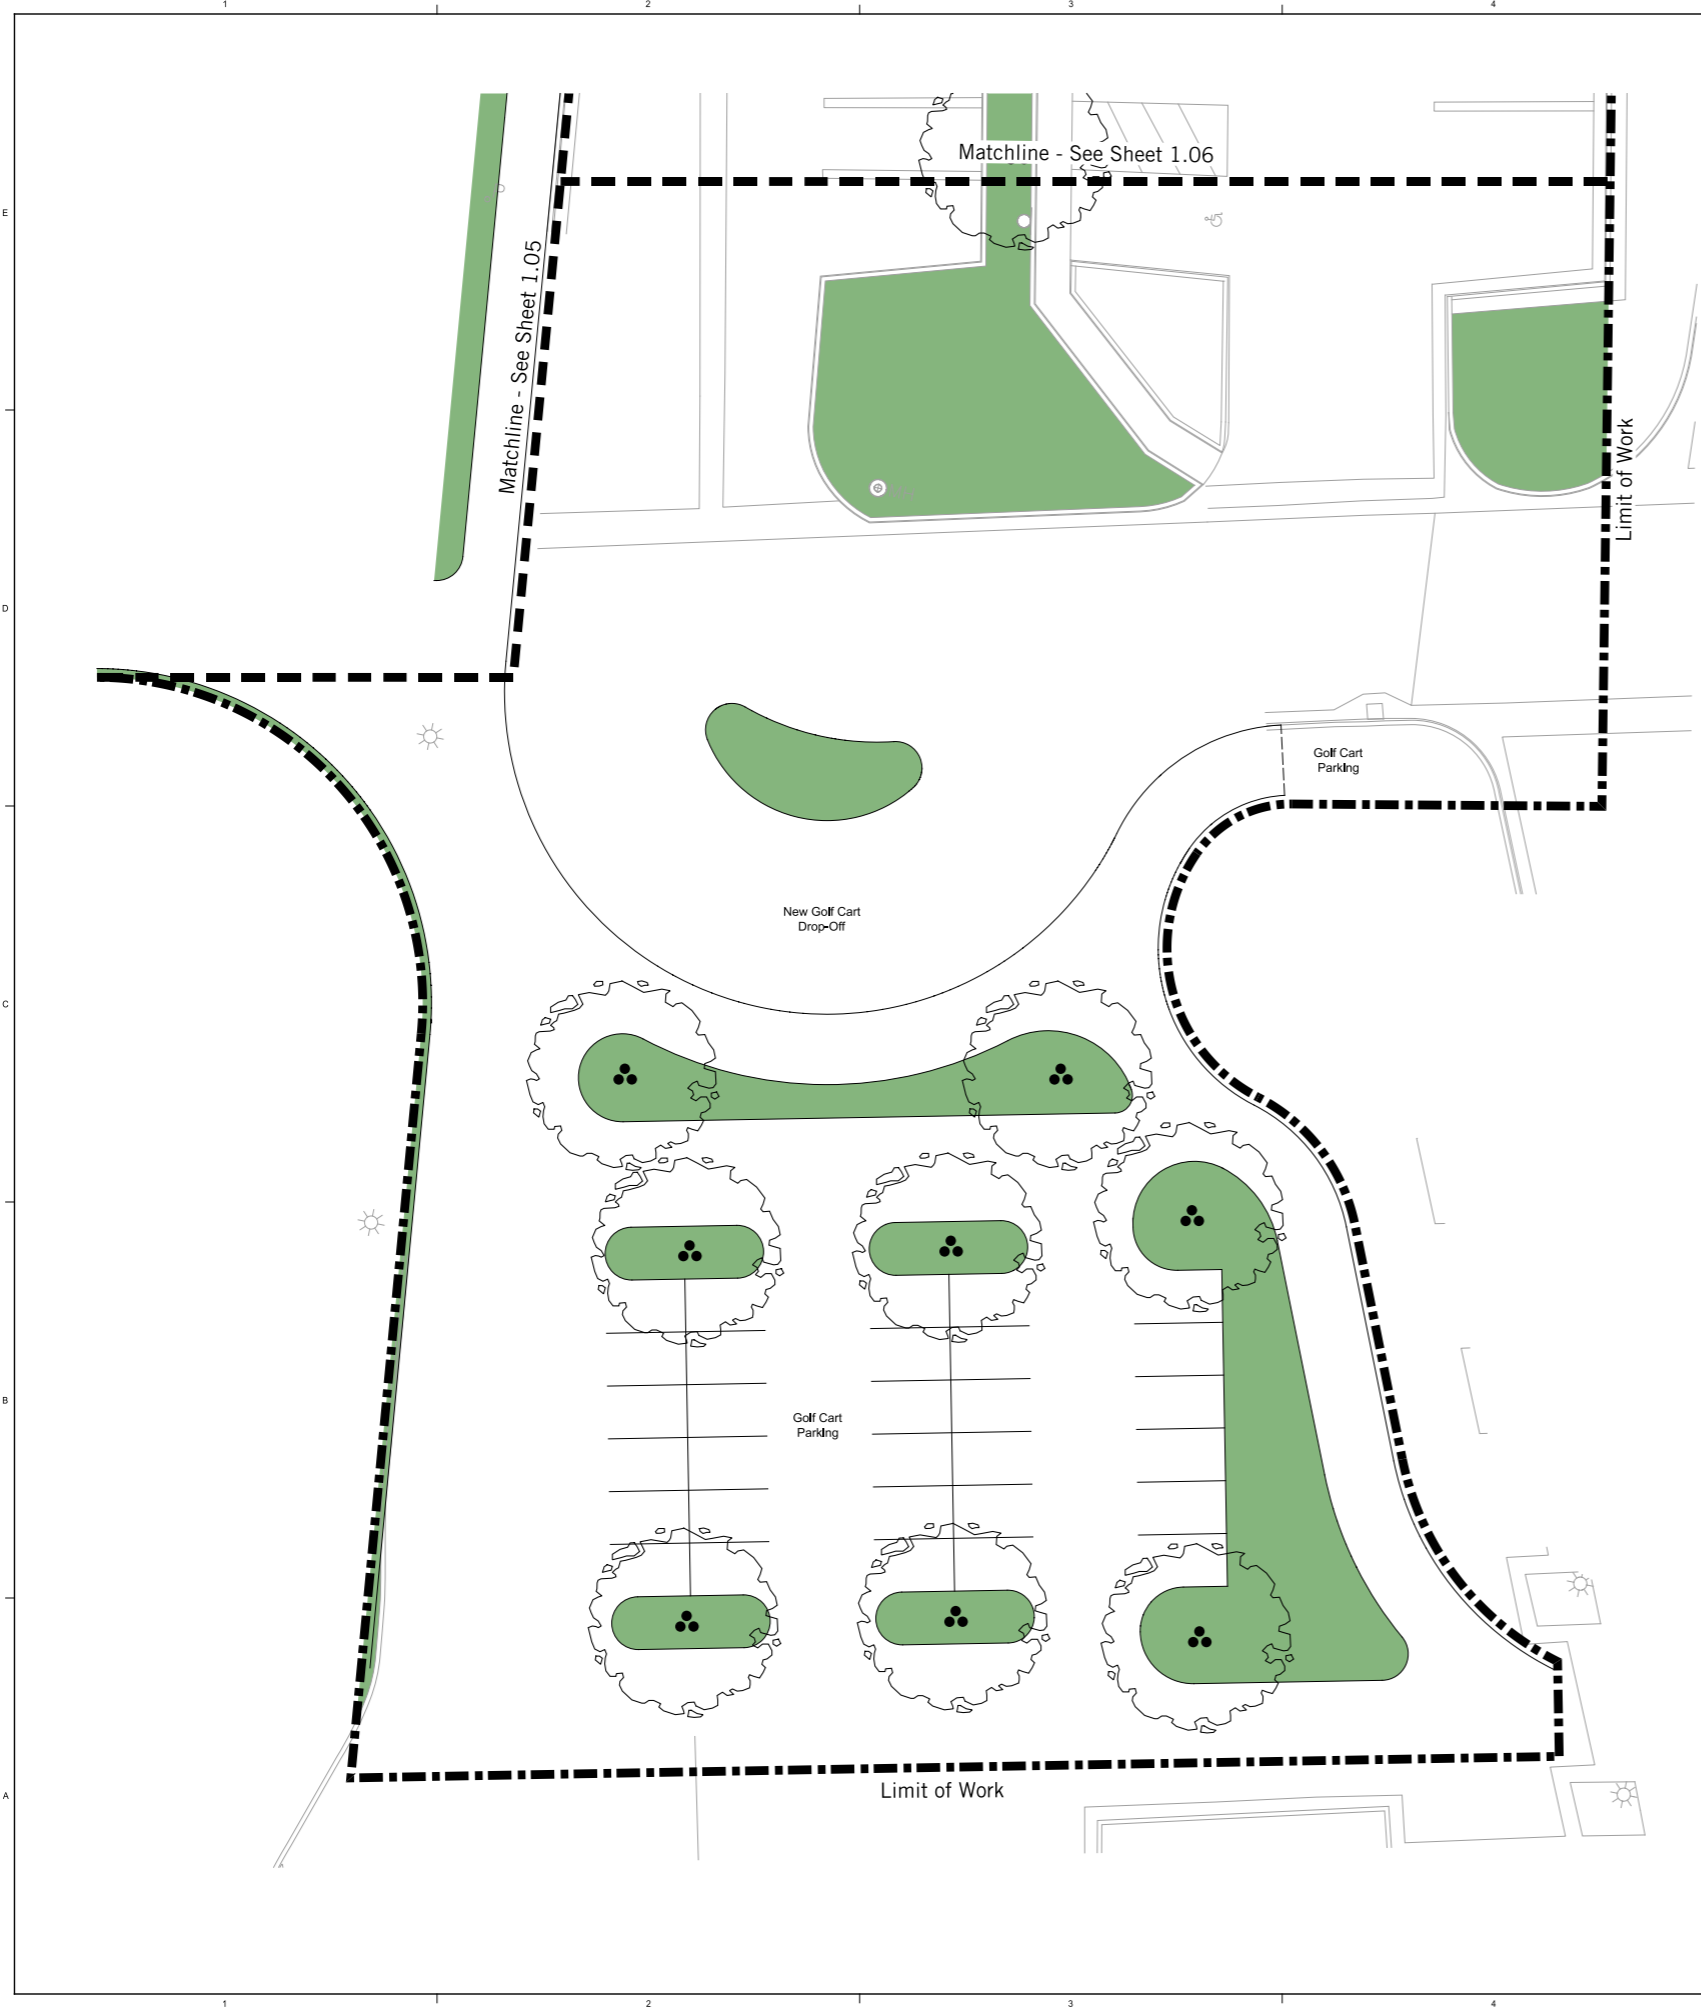 1
2
3
4
Matchline - See Sheet 1.06
E
Matchline - See Sheet 1.05
Limit of Work
D
Golf Cart
Parking
New Golf Cart
Drop-Off
C
B
Golf Cart
Parking
Limit of Work
A
1
2
3
4